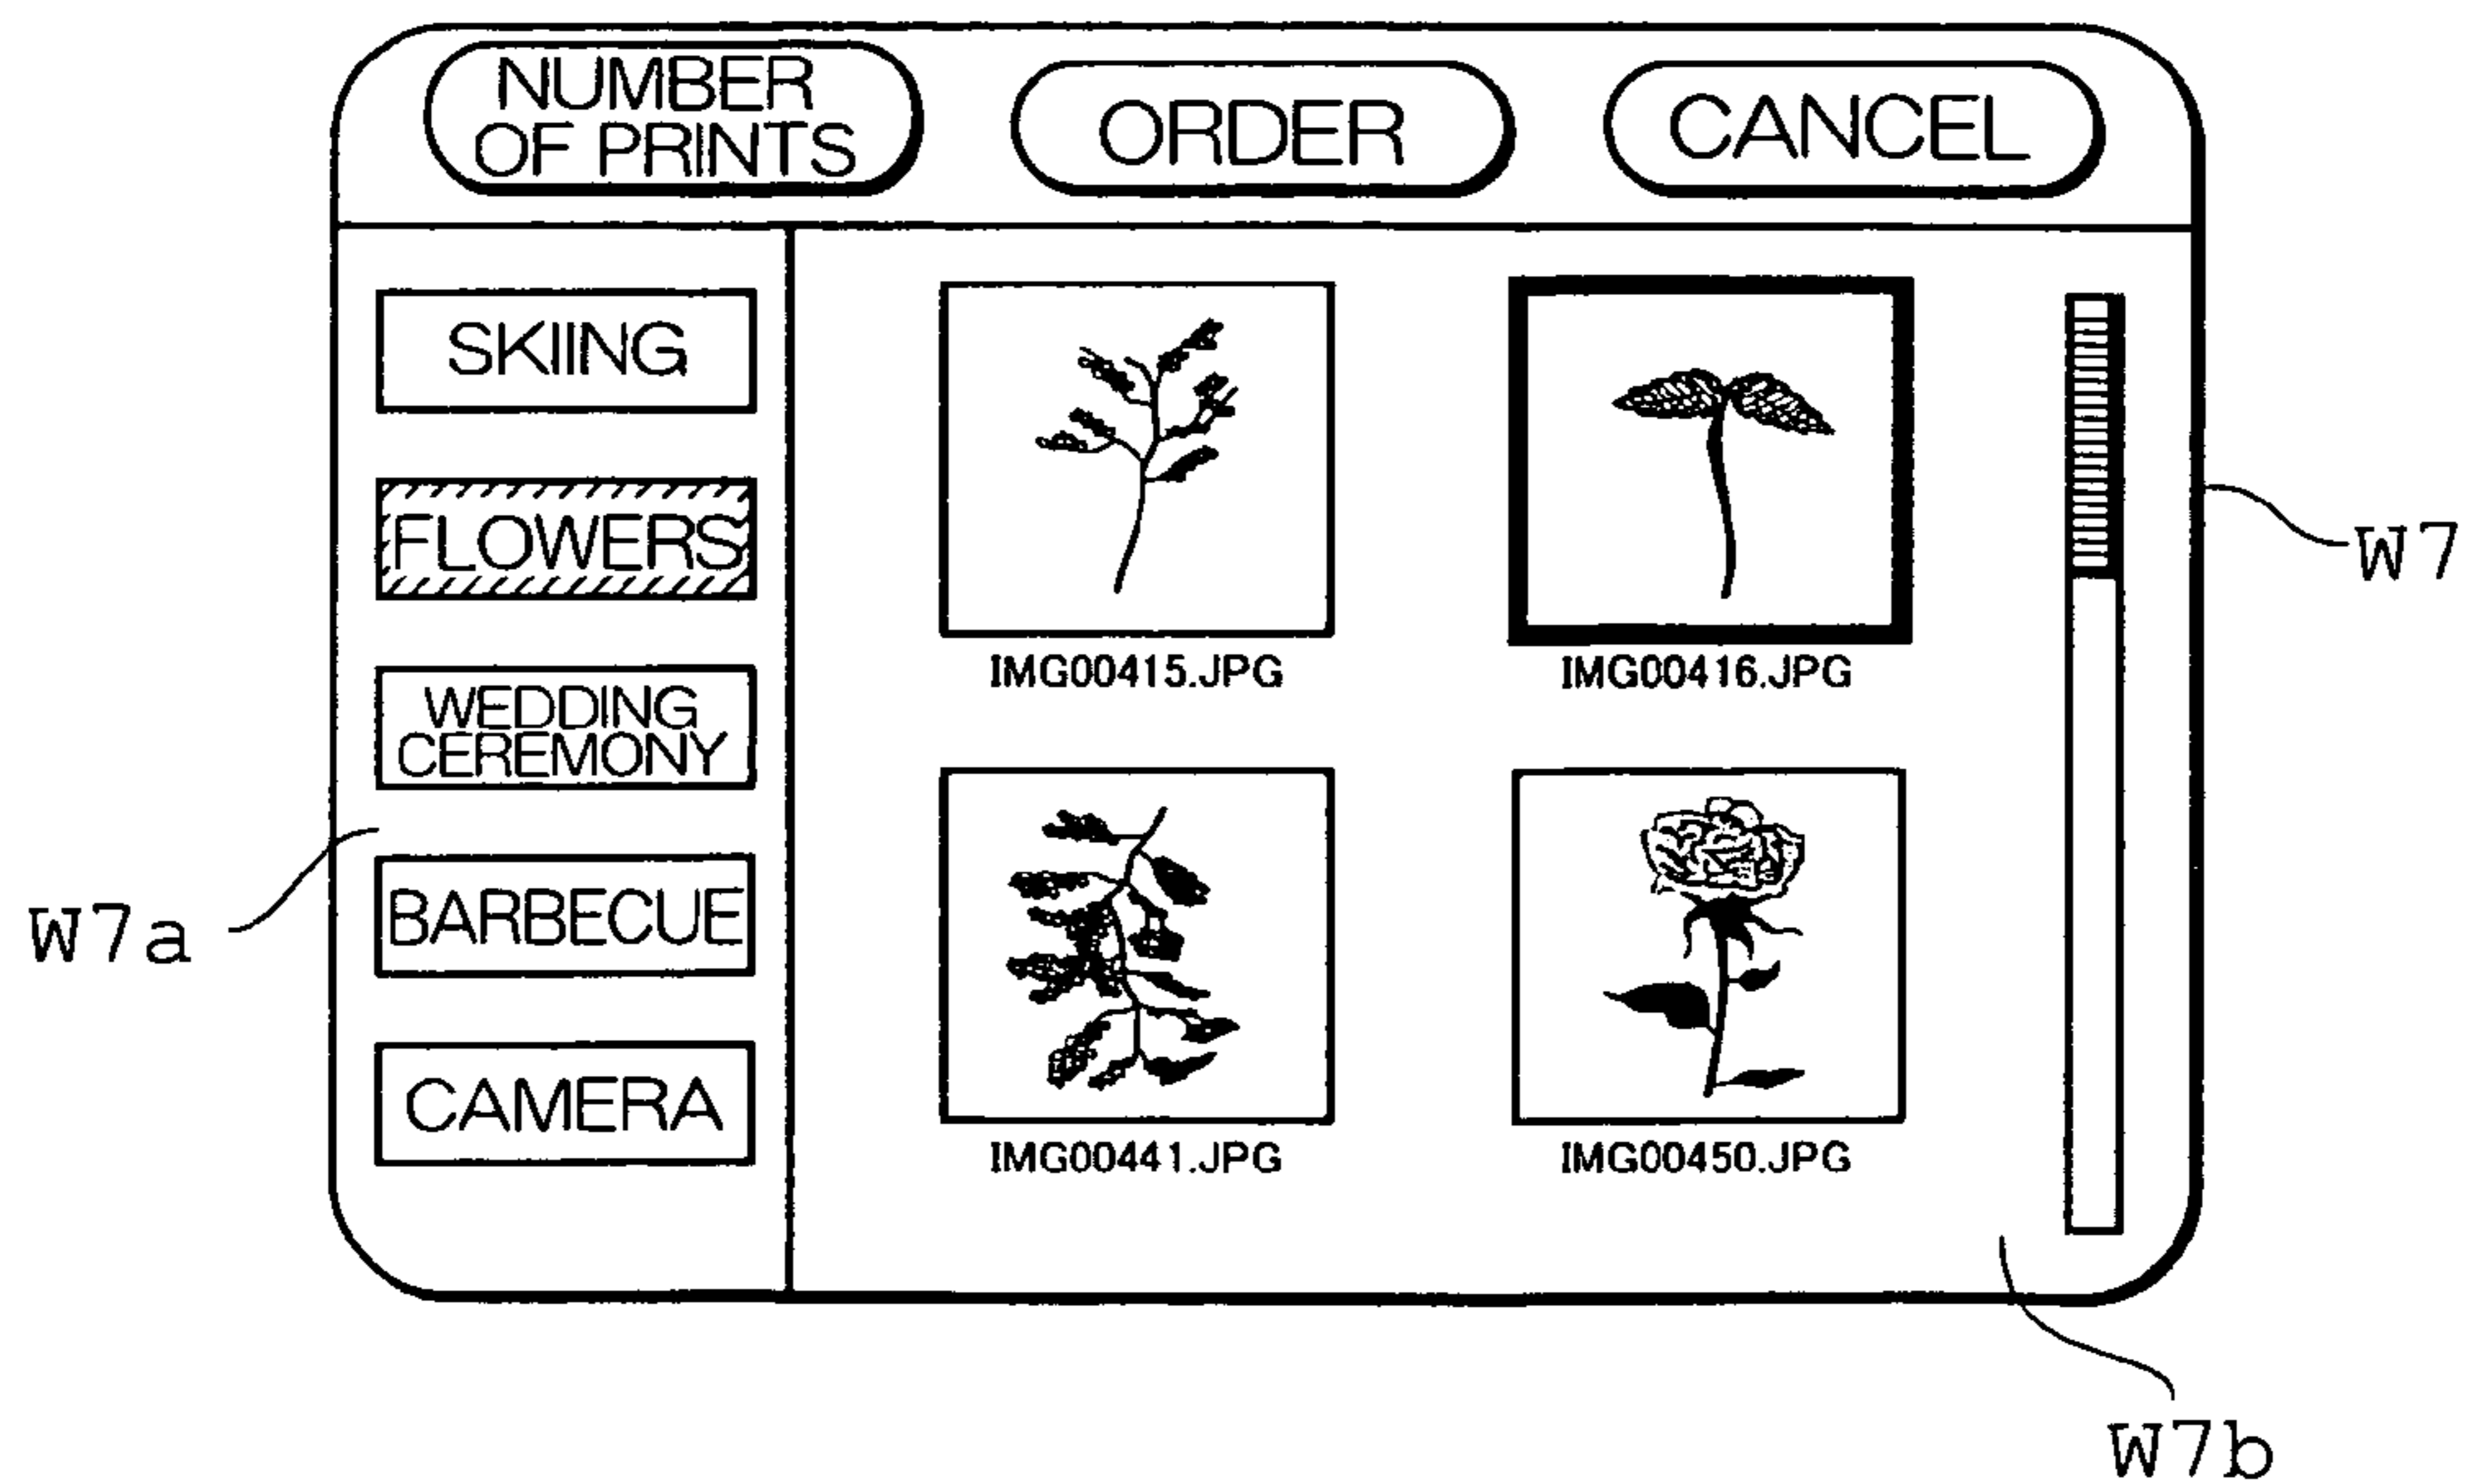 NUMBER
OF PRINTS
ORDER
CANCEL
SKIING
FLOWERS
WEDDING
CEREMONY
BARBECUE
CAMERA
IMG00415.JPG
IMG00416.JPG
IMG00441.JPG
IMG00450.JPG
W7
W7a
W7b